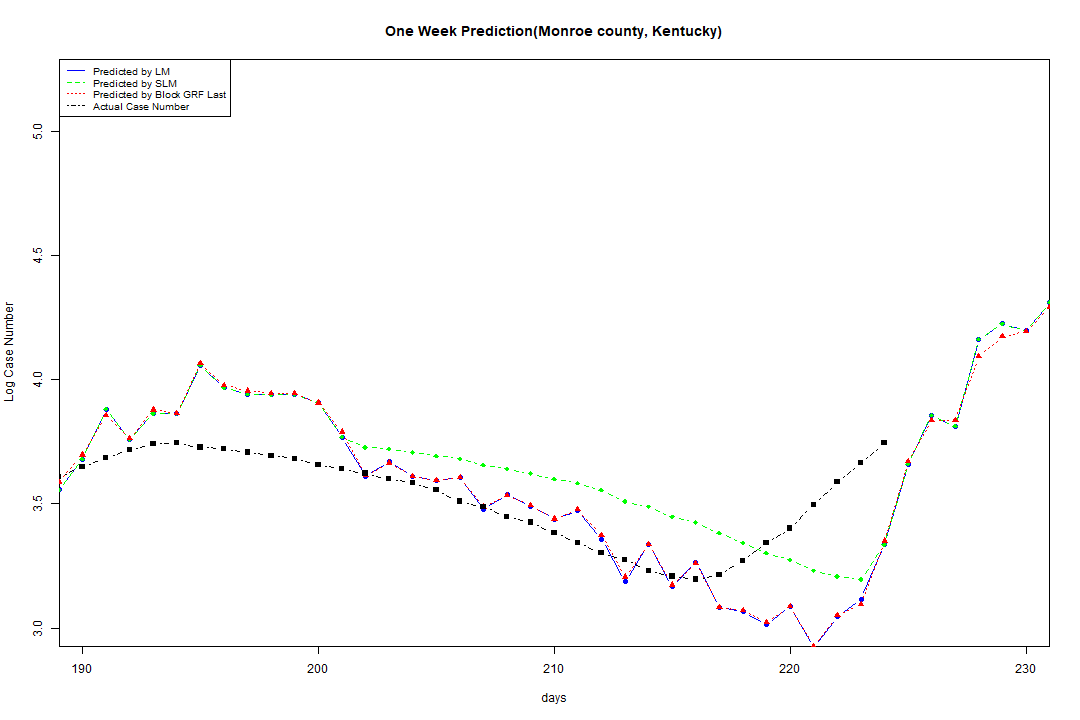 One Week Prediction(Monroe county, Kentucky)
Predicted by LM
Predicted by SLM
Predicted by Block GRF Last
Actual Case Number
5.0
4.5
4.0
3.5
3.0
Log Case Number
190 200 210 220 230
days